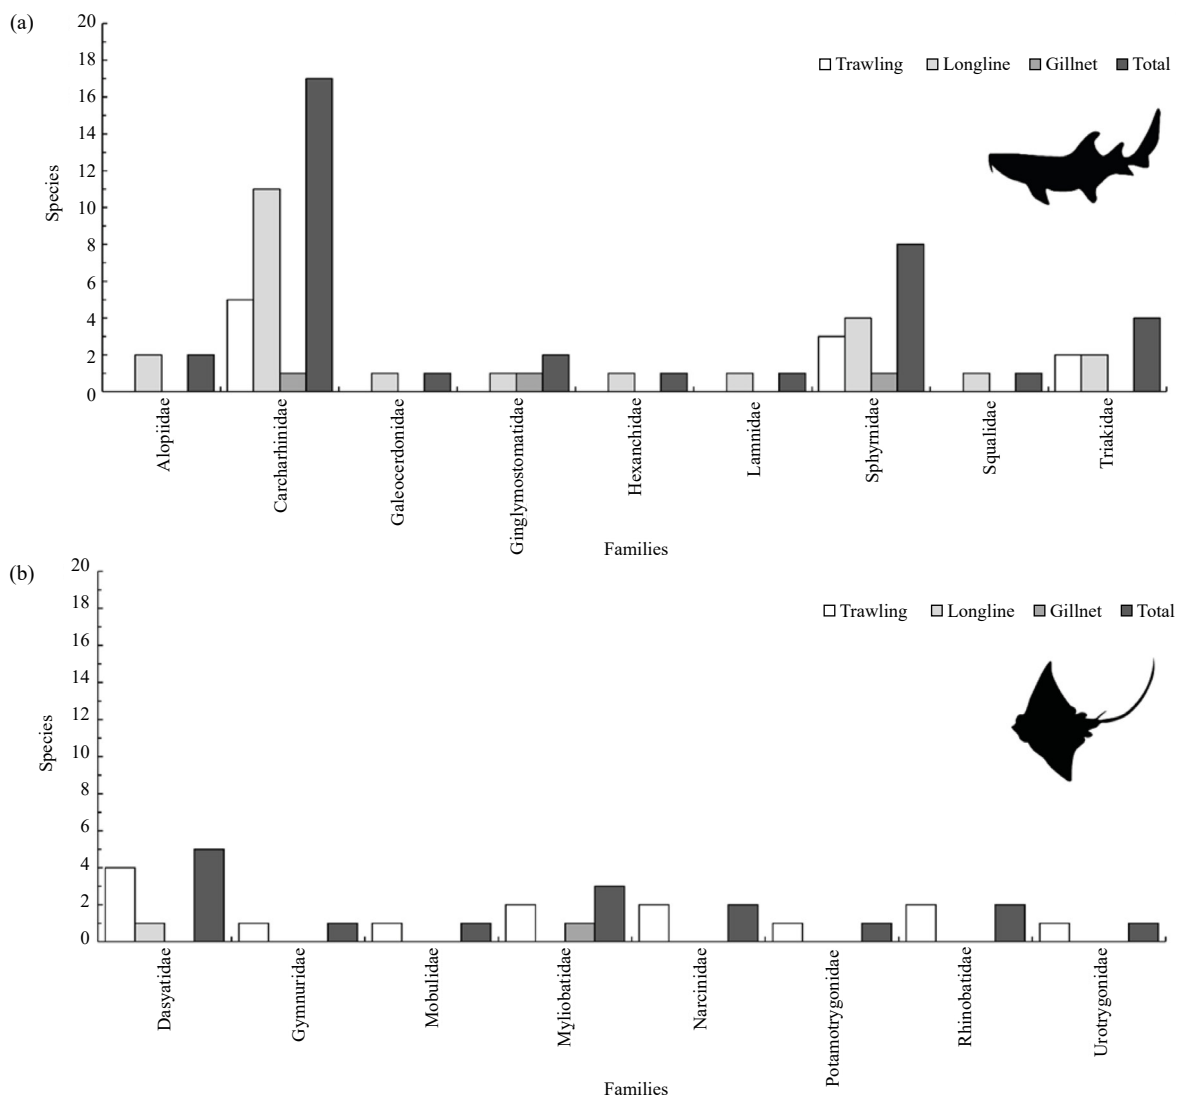 (a)
20
18
16
14
12
10
8
6
4
2
0
Species
Trawling Longline Gillnet Total
Alopiidae
Carcharhinidae
Galeocerdonidae
Ginglymostomatidae
Hexanchidae
Lamnidae
Sphyrnidae
Squalidae
Triakidae
Families
(b)
20
18
16
14
12
10
8
6
4
2
0
Species
Trawling Longline Gillnet Total
Dasyatidae
Gymnuridae
Mobulidae
Myliobatidae
Narcinidae
Potamotrygonidae
Rhinobatidae
Urotrygonidae
Families